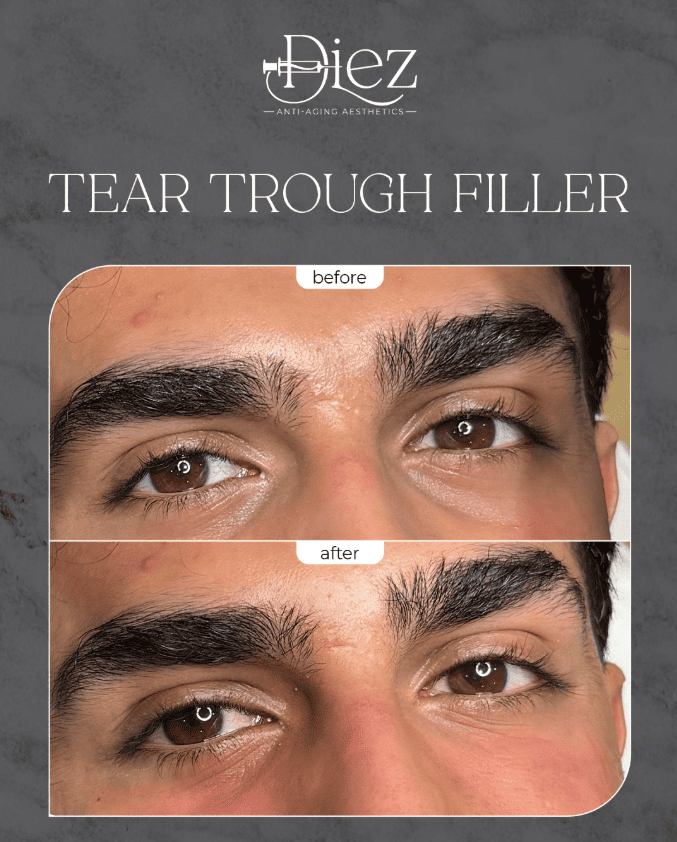 Diez
ANTI-AGING AESTHETICS
TEAR TROUGH FILLER
before
after